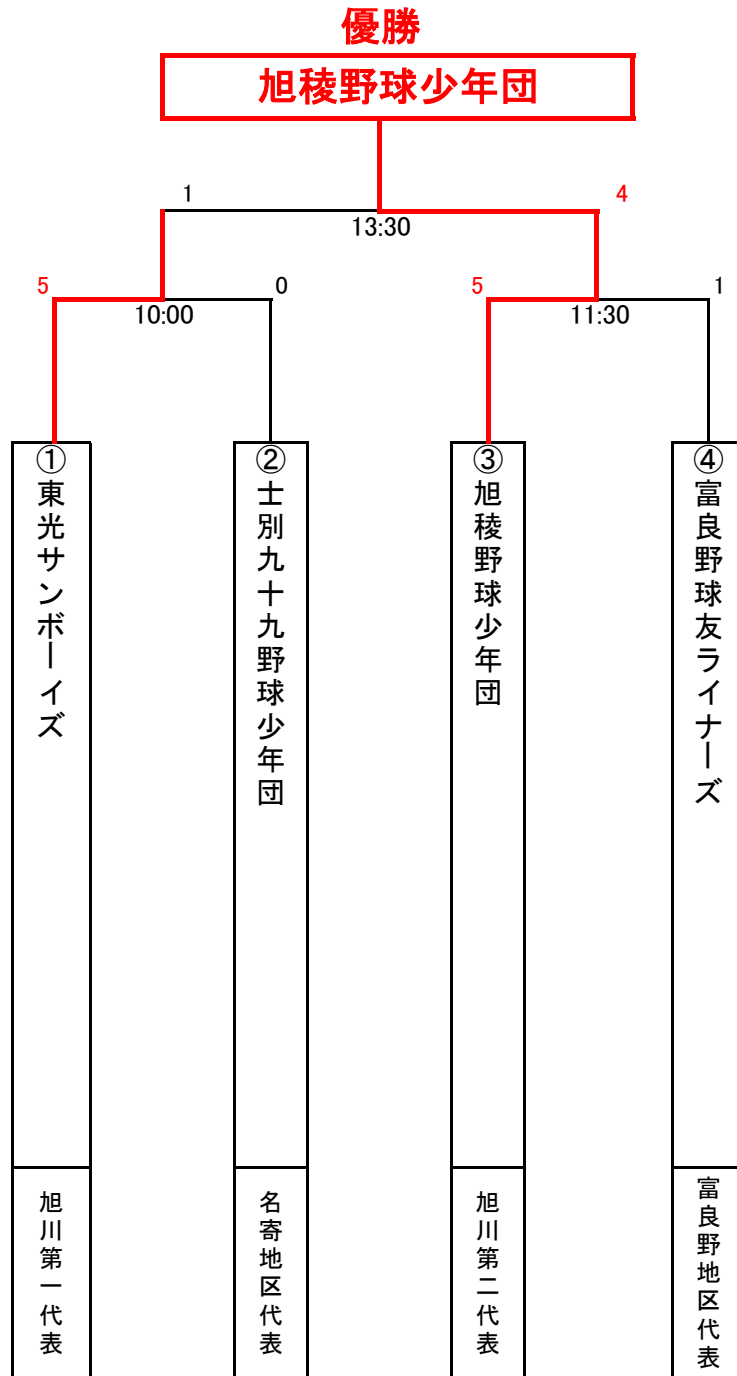 優勝
旭稜野球少年団
1
4
13:30
5
0
5
1
10:00
11:30
①東光サンボーイズ
②士別九十九野球少年団
③旭稜野球少年団
④富良野球友ライナーズ
旭川第一代表
名寄地区代表
旭川第二代表
富良野地区代表